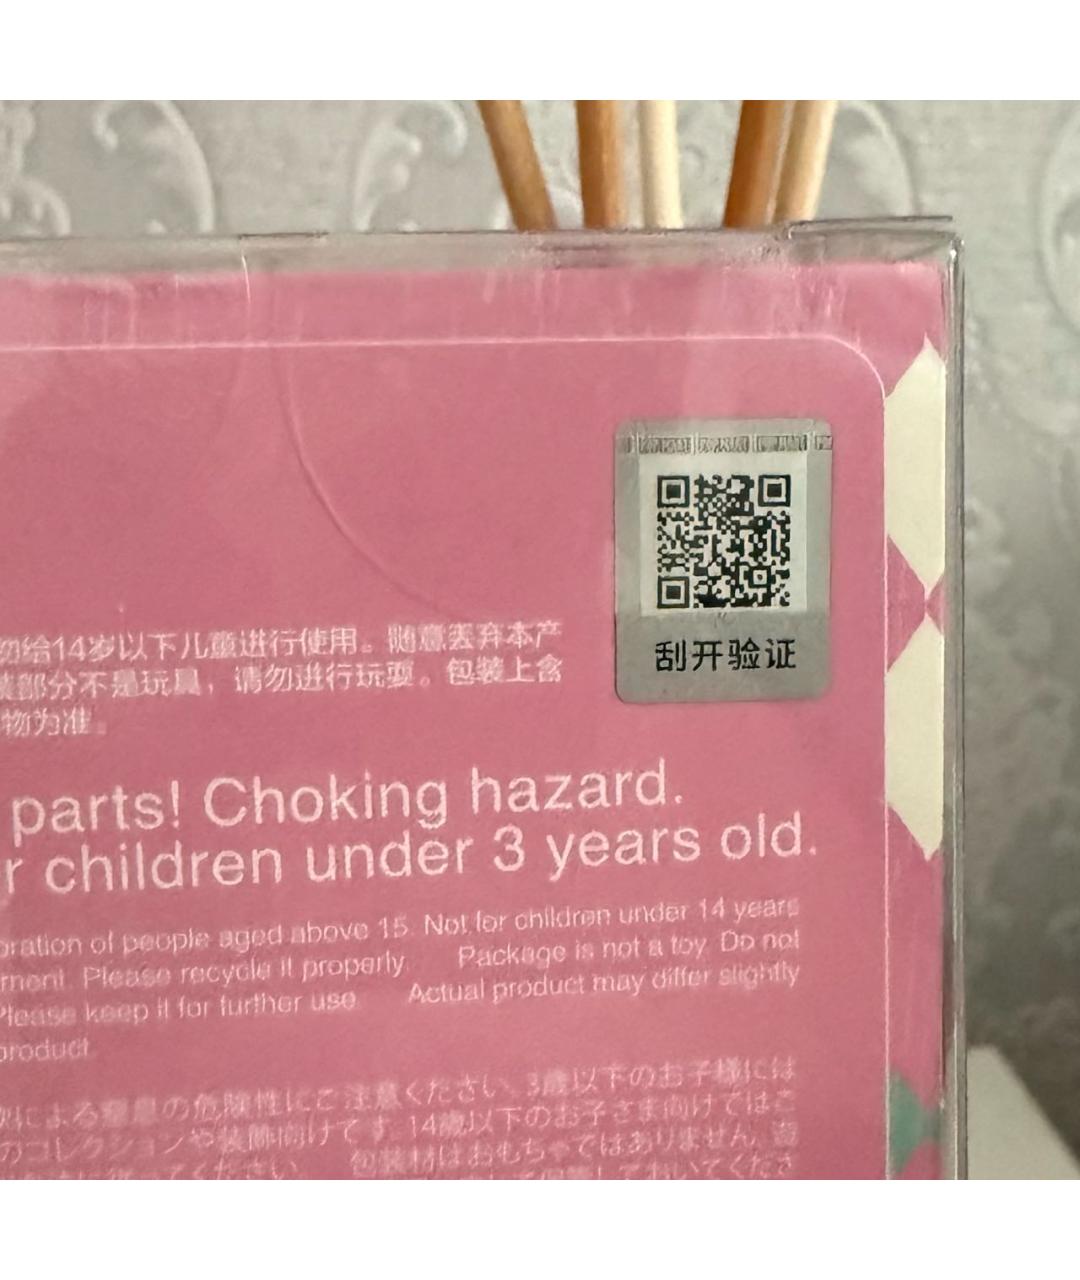 刮开验证
勿给14岁以下儿童进行使用。随意丢弃本产
部分不是玩具，请勿进行玩耍。包装上含
物为准。
parts! Choking hazard.
r children under 3 years old.
oration of people aged above 15. Not for children under 14 years
ment. Please recycle it properly. Package is not a toy. Do not
Please keep it for further use. Actual product may differ slightly
product.
による窒息の危険性にご注意ください。3歳以下のお子様には
のコレクションや装飾向けです。14歳以下のお子さま向けではご
ください。 包装材はおもちゃではありません。